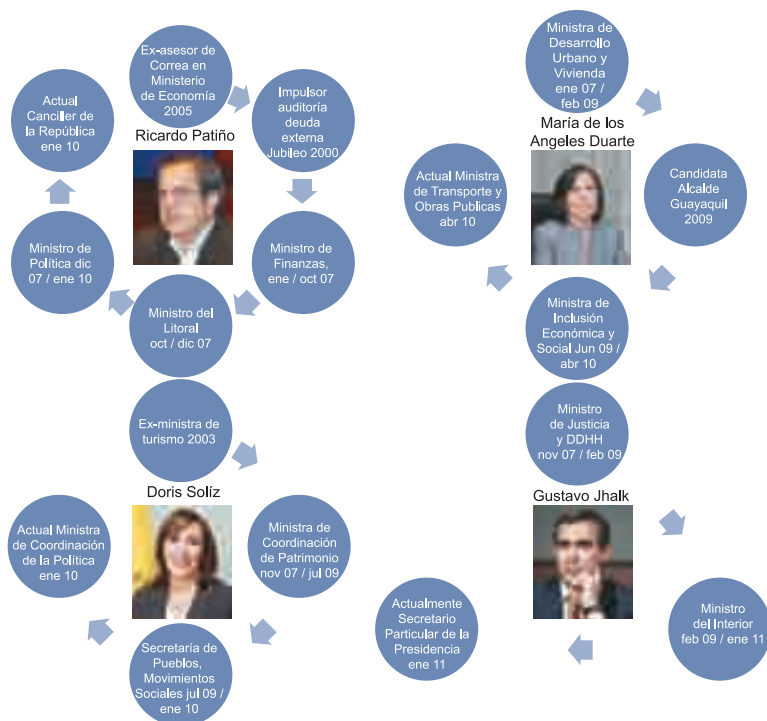 Ex-asesor de
Correa en
Ministerio
de Economía
2005
Impulsor
auditoría
deuda
externa
Jubileo 2000
Ministro de
Finanzas,
ene / oct 07
Ministro del
Litoral
oct / dic 07
Ministro de
Política dic
07 / ene 10
Actual
Canciller de
la República
ene 10
Ricardo Patiño
Ministra de
Desarrollo
Urbano y
Vivienda
ene 07 /
feb 09
María de los
Angeles Duarte
Candidata
Alcalde
Guayaquil
2009
Ministra de
Inclusión
Económica y
Social Jun 09 /
abr 10
Actual Ministra
de Transporte y
Obras Publicas
abr 10
Ex-ministra de
turismo 2003
Doris Solíz
Ministra de
Coordinación
de Patrimonio
nov 07 / jul 09
Secretaría de
Pueblos,
Movimientos
Sociales jul 09 /
ene 10
Actual Ministra
de Coordinación
de la Política
ene 10
Ministro
de Justicia
y DDHH
nov 07 / feb 09
Gustavo Jhalk
Ministro
del Interior
feb 09 / ene 11
Actualmente
Secretario
Particular de la
Presidencia
ene 11